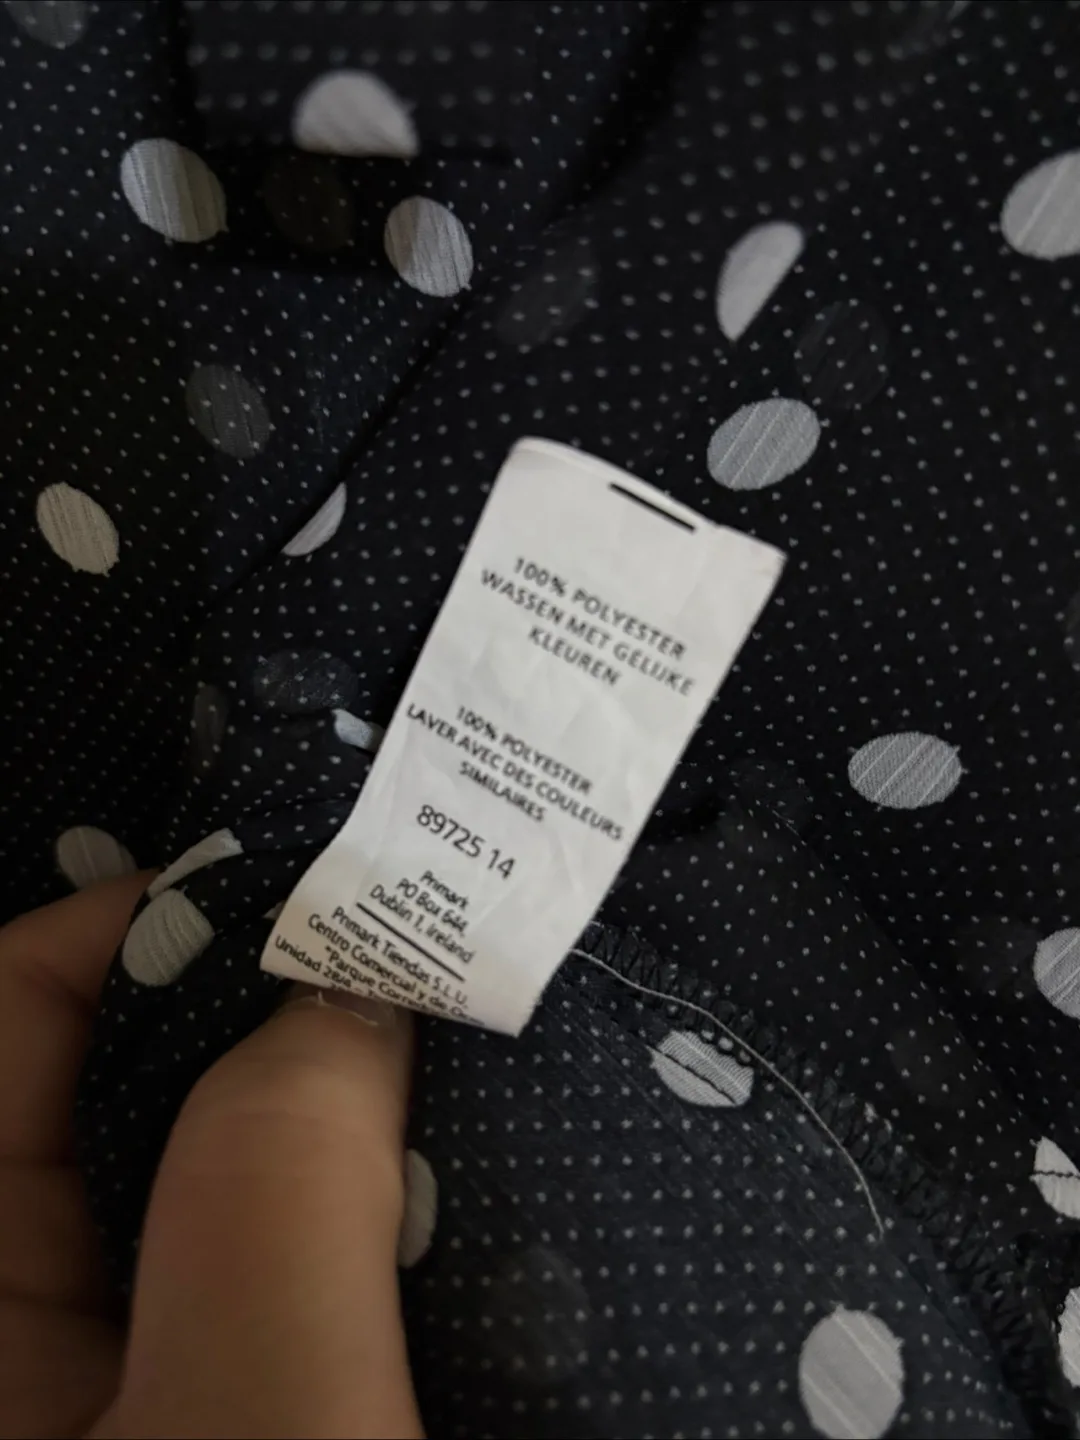 100% POLYESTER
WASSEN MET GELIJKE
KLEUREN
100% POLYESTER
LAVER AVEC DES COULEURS
SIMILAIRES
89725 14
Primark
PO Box 644,
Dublin 1, Ireland
Primark Tiendas S.L.U.
Centro Comercial y de
"Parque
Unidad